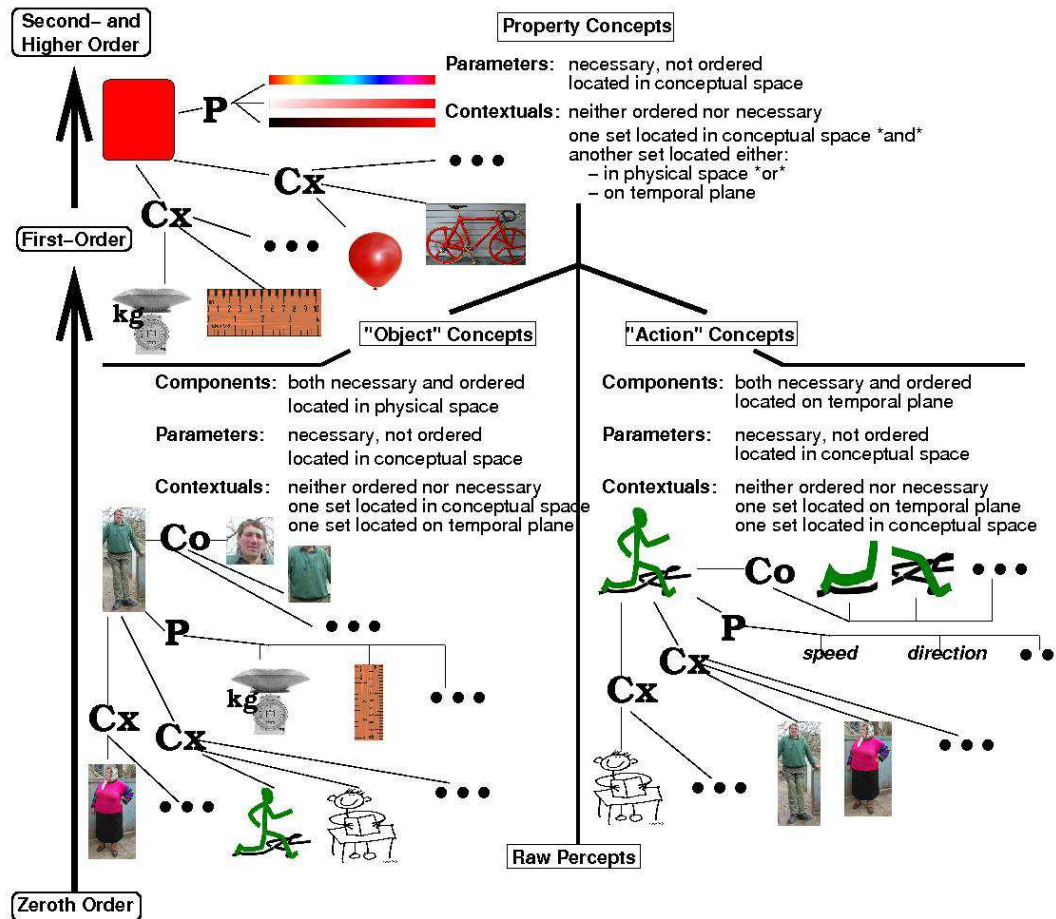 Second– and
Higher Order
Property Concepts
Parameters: necessary, not ordered
located in conceptual space
Contextuals: neither ordered nor necessary
one set located in conceptual space *and*
another set located either:
– in physical space *or*
– on temporal plane
P
Cx
Cx
First–Order
kg
"Object" Concepts
"Action" Concepts
Components: both necessary and ordered
located in physical space
Parameters: necessary, not ordered
located in conceptual space
Contextuals: neither ordered nor necessary
one set located in conceptual space
one set located on temporal plane
Co
P
kg
Cx
Cx
Components: both necessary and ordered
located on temporal plane
Parameters: necessary, not ordered
located in conceptual space
Contextuals: neither ordered nor necessary
one set located on temporal plane
one set located in conceptual space
Co
P
speed direction
Cx
Cx
Raw Percepts
Zeroth Order